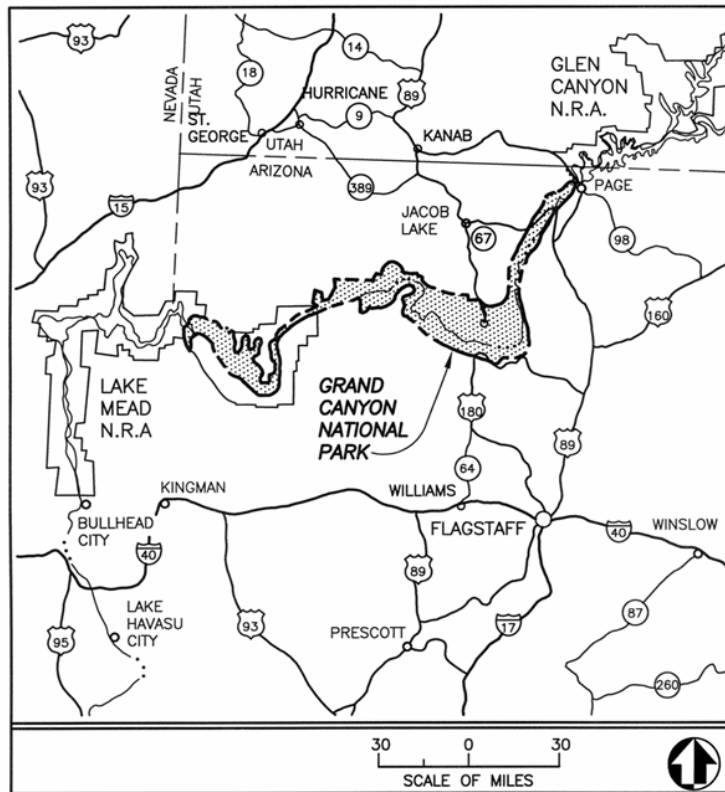 93
14
18
GLEN
CANYON
N.R.A.
NEVADA
UTAH
HURRICANE
89
ST.
GEORGE
9
KANAB
UTAH
ARIZONA
93
389
PAGE
15
JACOB
LAKE
67
98
160
LAKE
MEAD
N.R.A
GRAND
CANYON
NATIONAL
PARK
180
89
64
KINGMAN
WILLIAMS
BULLHEAD
CITY
FLAGSTAFF
40
WINSLOW
40
89
LAKE
HAVASU
CITY
95
93
PRESCOTT
17
87
260
30 0 30
SCALE OF MILES